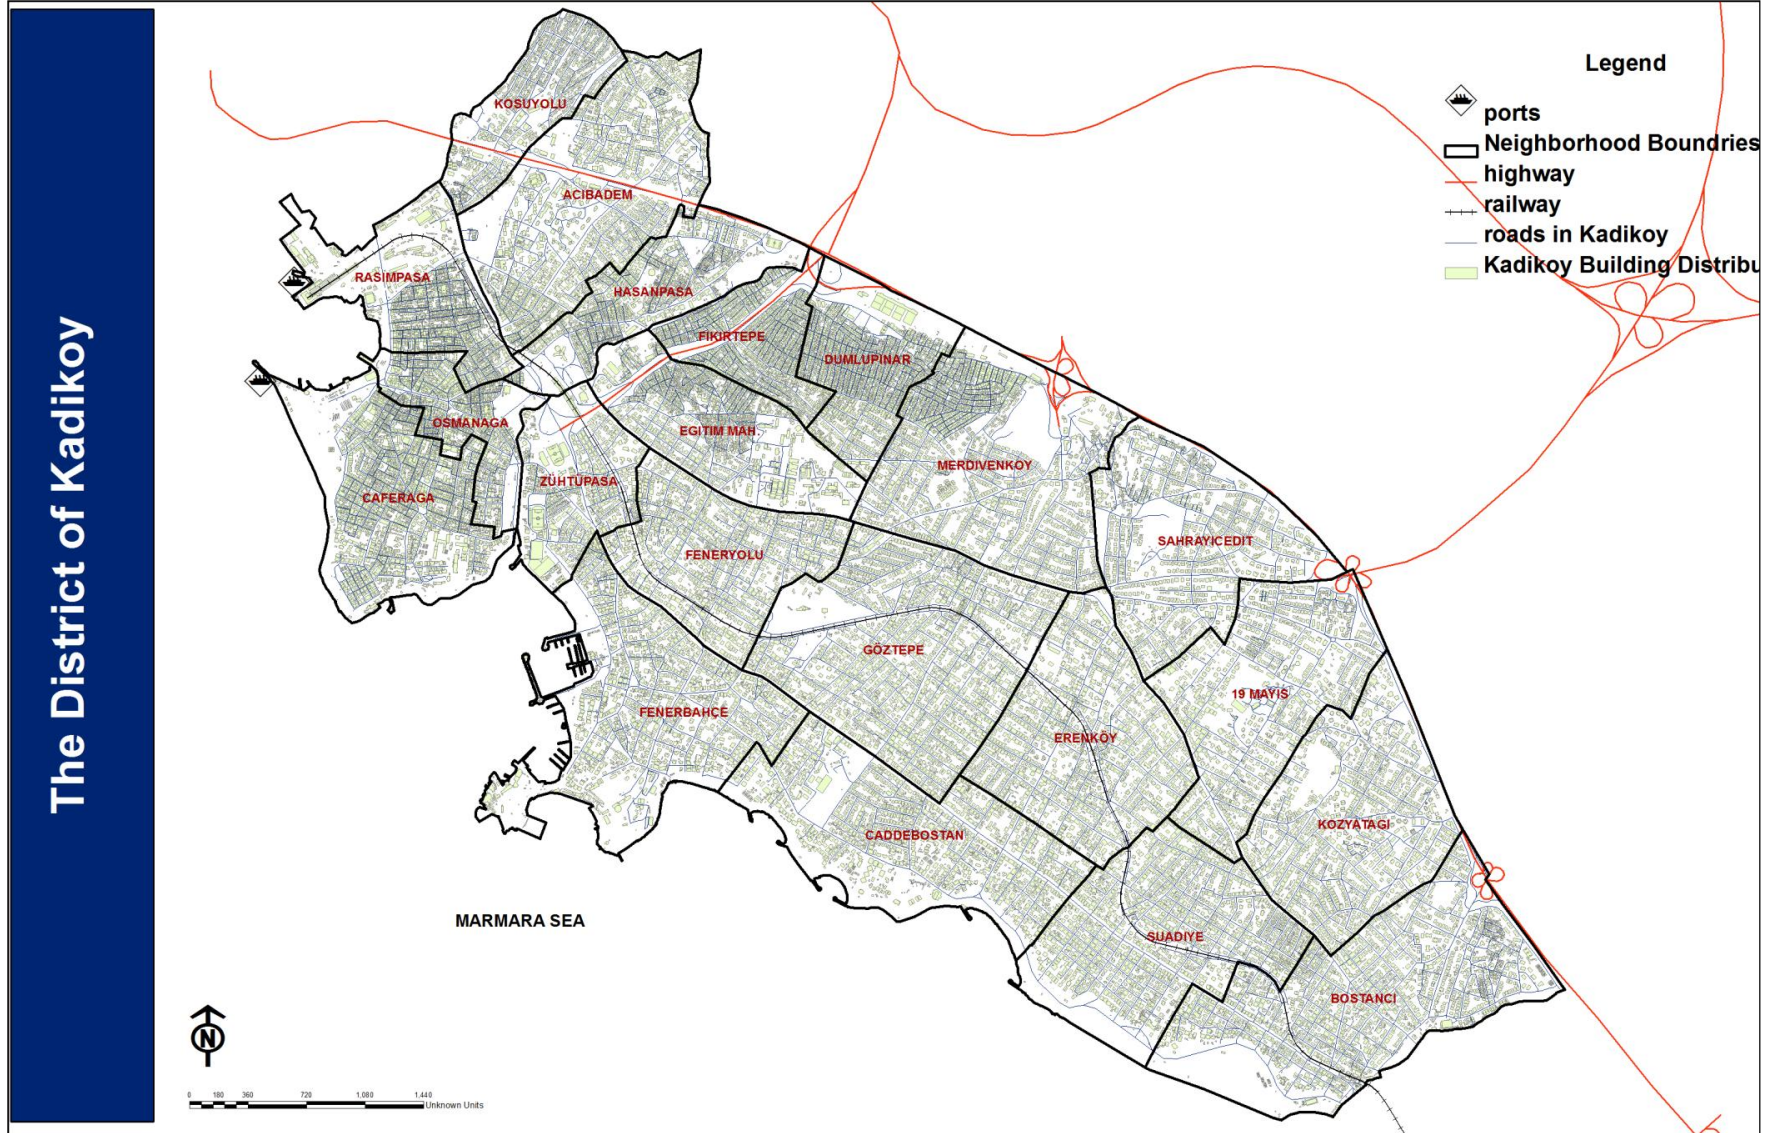 The District of Kadikoy
Legend
ports
Neighborhood Boundries
highway
railway
roads in Kadikoy
Kadikoy Building Distribu
KOSUYOLU
ACIBADEM
RASIMPASA
HASANPASA
FIKIRTEPE
DUMLUPINAR
OSMANAGA
EGITIM MAH.
MERDIVENKOY
ZÜHTÜPASA
CAFERAGA
SAHRAYICEDIT
FENERYOLU
GÖZTEPE
19 MAYIS
FENERBAHÇE
ERENKÖY
KOZYATAGI
CADDEBOSTAN
MARMARA SEA
SUADIYE
BOSTANCI
N
0 180 360 720 1,080 1,440
Unknown Units